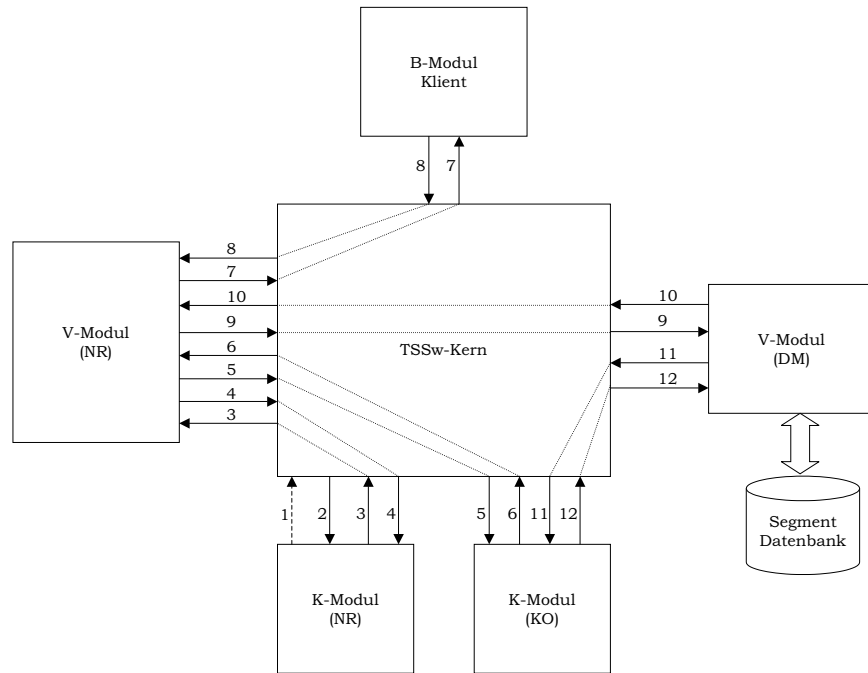 B-Modul
Klient
8
7
8
7
10
9
6
5
4
3
V-Modul
(NR)
TSSw-Kern
10
9
11
12
V-Modul
(DM)
1
2
3
4
5
6
11
12
K-Modul
(NR)
K-Modul
(KO)
Segment
Datenbank